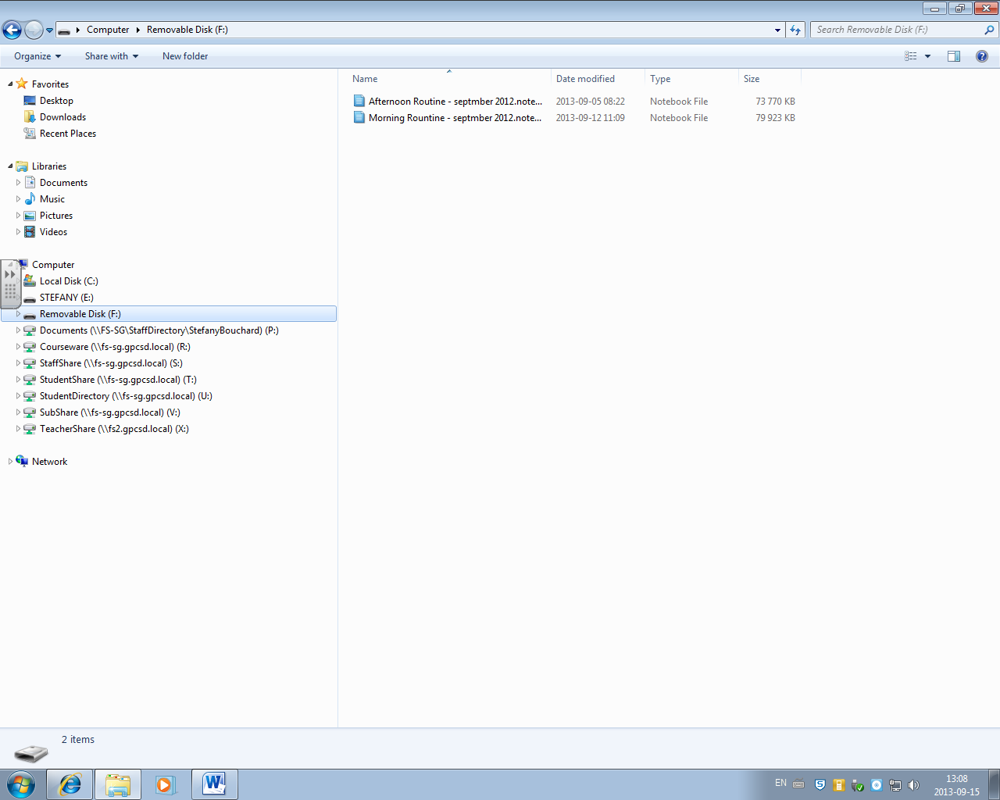 Computer Removable Disk (F:)
Search Removable Disk (F:)
Organize Share with New folder
Favorites
Desktop
Downloads
Recent Places
Libraries
Documents
Music
Pictures
Videos
Computer
Local Disk (C:)
STEFANY (E:)
Removable Disk (F:)
Documents (\\FS-SG\StaffDirectory\StefanyBouchard) (P:)
Courseware (\\fs-sg.gpcsd.local) (R:)
StaffShare (\\fs-sg.gpcsd.local) (S:)
StudentShare (\\fs-sg.gpcsd.local) (T:)
StudentDirectory (\\fs-sg.gpcsd.local) (U:)
SubShare (\\fs-sg.gpcsd.local) (V:)
TeacherShare (\\fs2.gpcsd.local) (X:)
Network
Name Date modified Type Size
Afternoon Routine - septmber 2012.note... 2013-09-05 08:22 Notebook File 73 770 KB
Morning Rountine - septmber 2012.note... 2013-09-12 11:09 Notebook File 79 923 KB
2 items
W
EN
13:08
2013-09-15